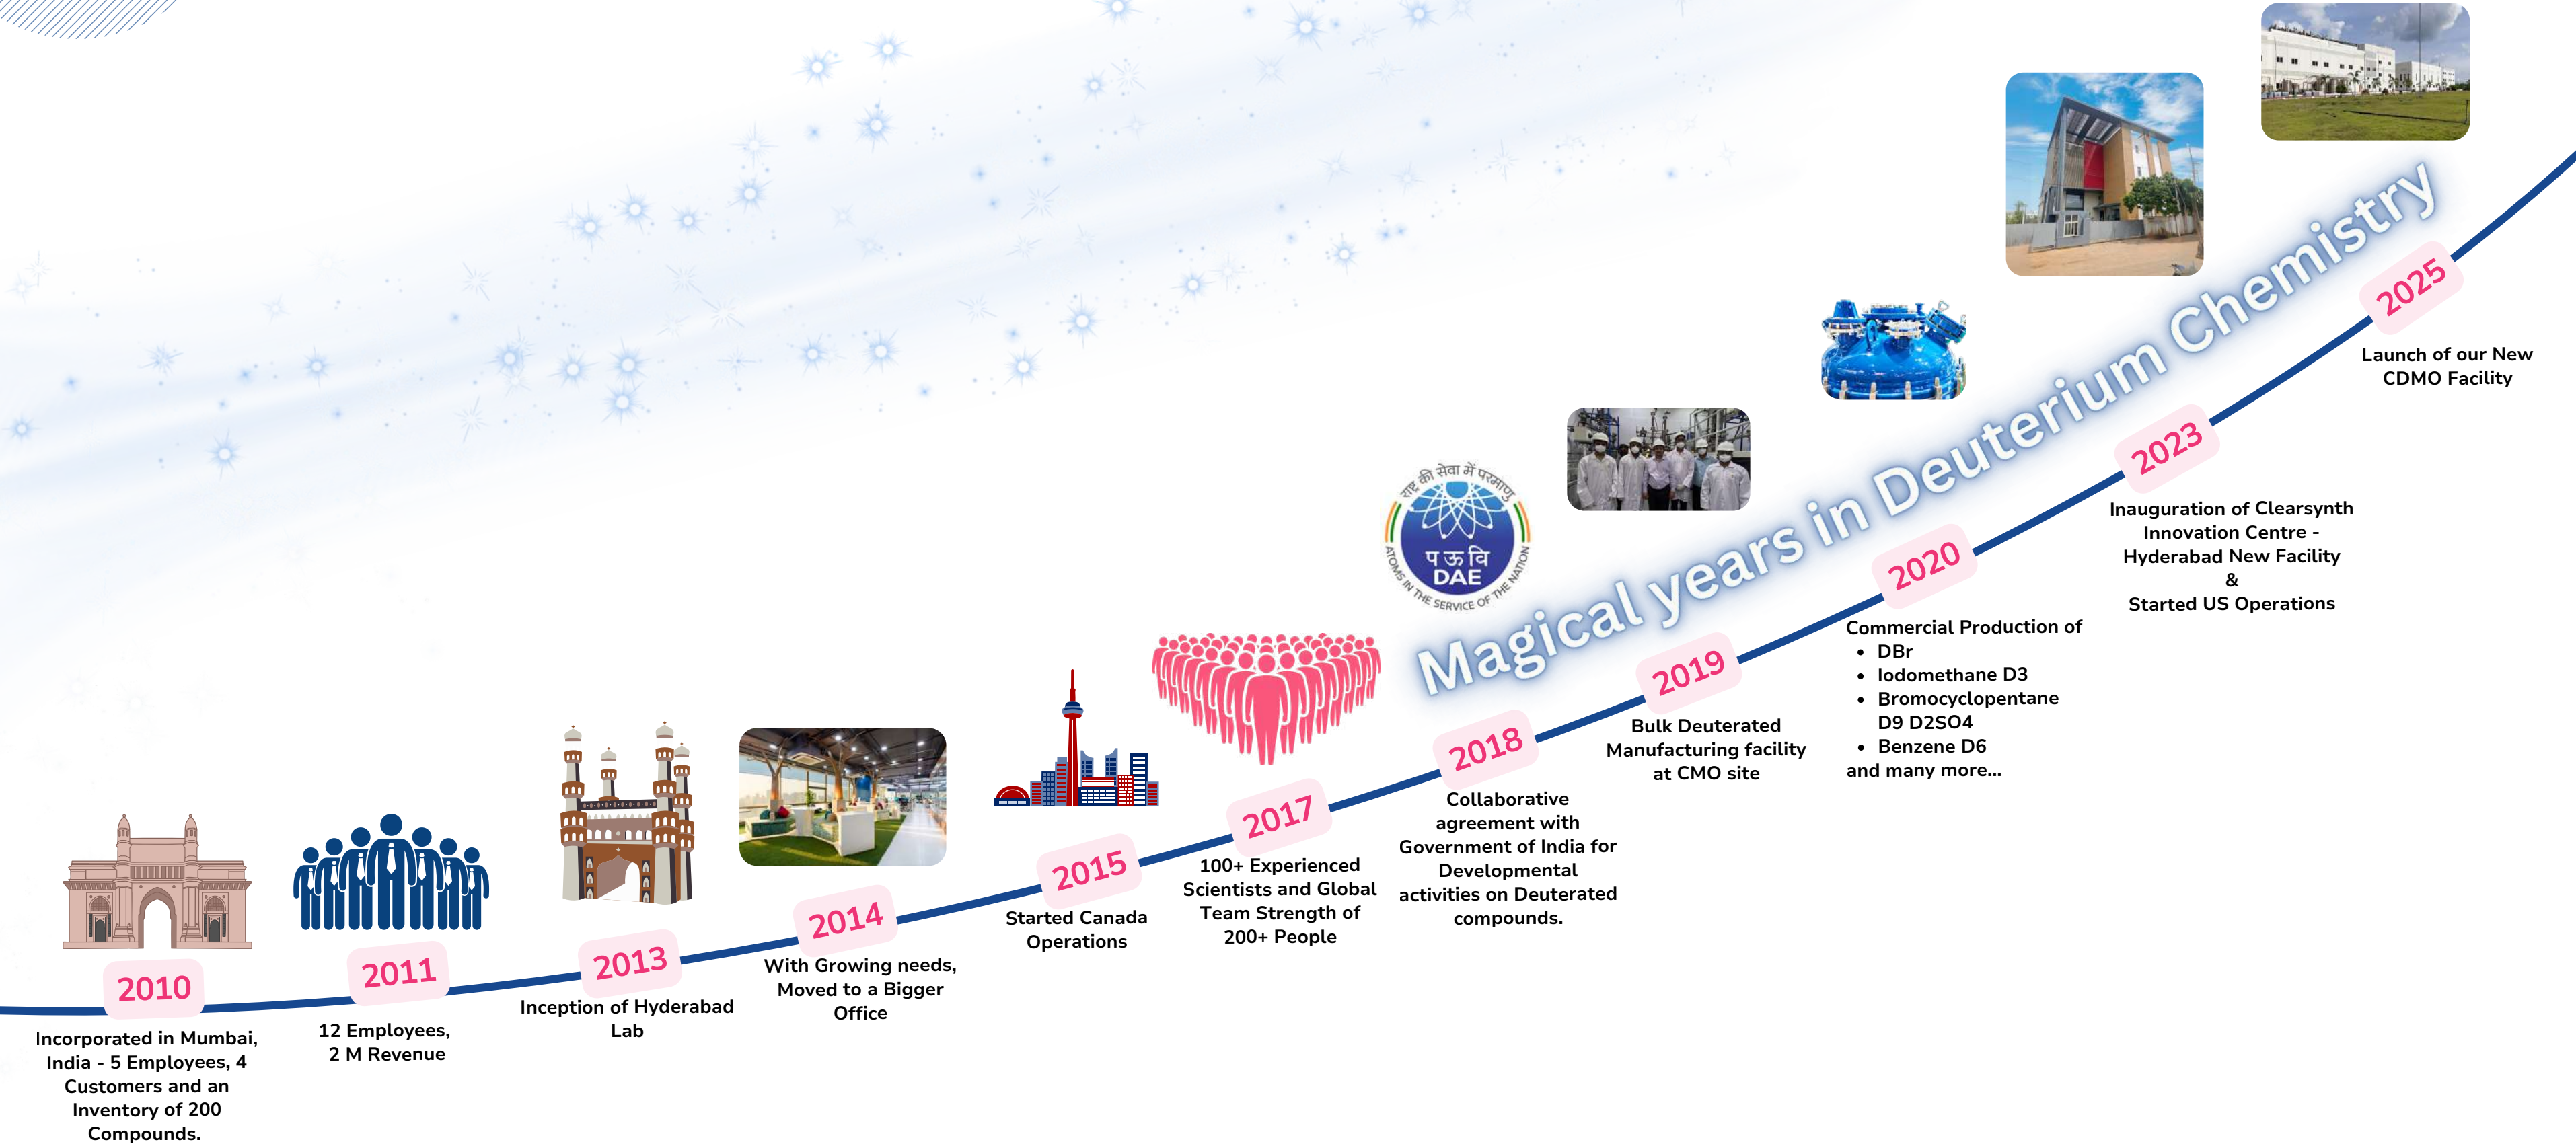 2010
Incorporated in Mumbai,
India - 5 Employees, 4
Customers and an
Inventory of 200
Compounds.
2011
12 Employees,
2 M Revenue
2013
Inception of Hyderabad
Lab
2014
With Growing needs,
Moved to a Bigger
Office
2015
Started Canada
Operations
2017
100+ Experienced
Scientists and Global
Team Strength of
200+ People
राष्ट्र की सेवा में परमाणु
प ऊ वि
DAE
ATOMS IN THE SERVICE OF THE NATION
2018
Collaborative
agreement with
Government of India for
Developmental
activities on Deuterated
compounds.
Magical years in Deuterium Chemistry
2019
Bulk Deuterated
Manufacturing facility
at CMO site
2020
Commercial Production of
• DBr
• Iodomethane D3
• Bromocyclopentane
D9 D2SO4
• Benzene D6
and many more...
2023
Inauguration of Clearsynth
Innovation Centre -
Hyderabad New Facility
&
Started US Operations
2025
Launch of our New
CDMO Facility